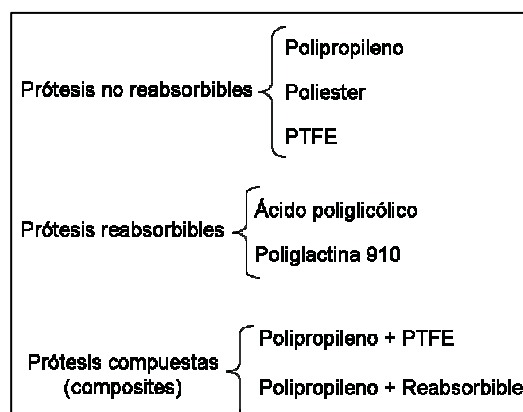 Prótesis no reabsorbibles
Polipropileno
Poliester
PTFE
Prótesis reabsorbibles
Ácido poliglicólico
Poliglactina 910
Prótesis compuestas
(composites)
Polipropileno + PTFE
Polipropileno + Reabsorbible